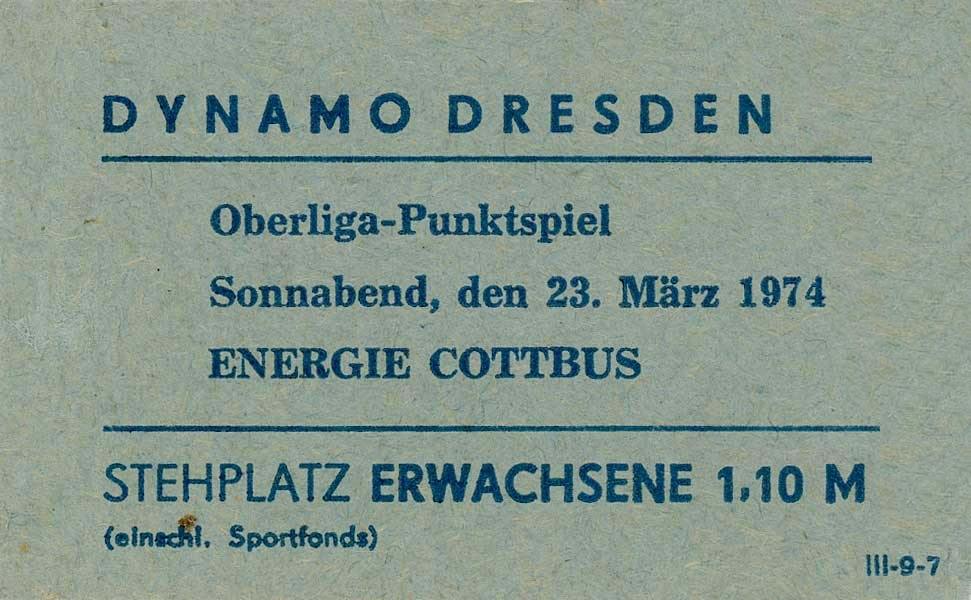 DYNAMO DRESDEN
Oberliga-Punktspiel
Sonnabend, den 23. März 1974
ENERGIE COTTBUS
STEHPLATZ ERWACHSENE 1,10 M
(einschl. Sportfonds)
III-9-7